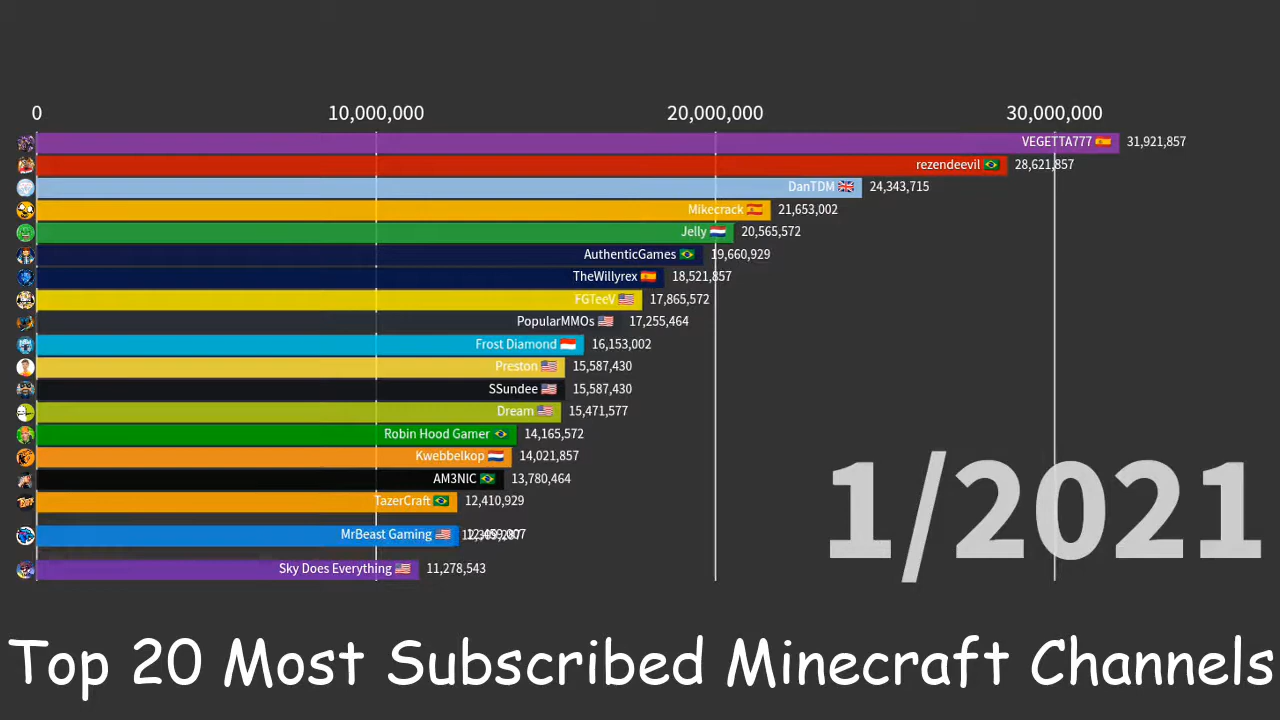 0 10,000,000 20,000,000 30,000,000
VEGETTA777 31,921,857
rezendeevil 28,621,857
DanTDM 24,343,715
Mikecrack 21,653,002
Jelly 20,565,572
AuthenticGames 19,660,929
TheWillyrex 18,521,857
FGTeeV 17,865,572
PopularMMOs 17,255,464
Frost Diamond 16,153,002
Preston 15,587,430
SSundee 15,587,430
Dream 15,471,577
Robin Hood Gamer 14,165,572
Kwebbelkop 14,021,857
AM3NIC 13,780,464
TazerCraft 12,410,929
MrBeast Gaming
Sky Does Everything 11,278,543
1/2021
Top 20 Most Subscribed Minecraft Channels